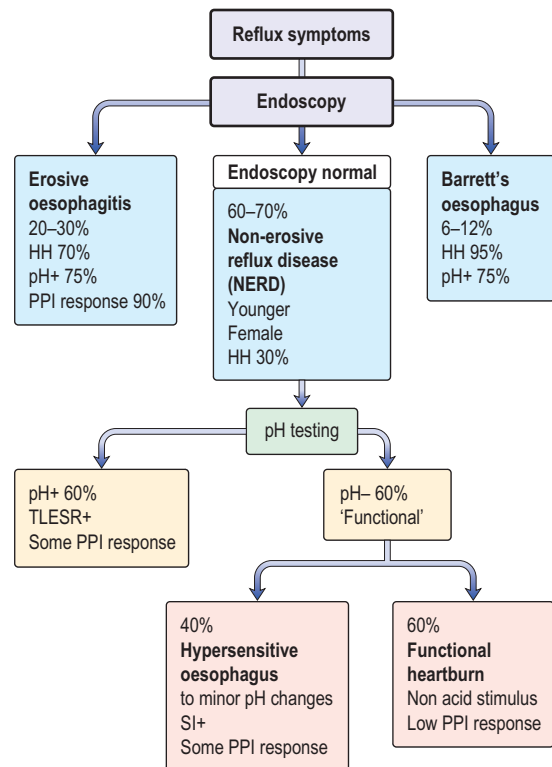 Reflux symptoms
Endoscopy
Erosive
oesophagitis
20–30%
HH 70%
pH+ 75%
PPI response 90%
Endoscopy normal
60–70%
Non-erosive
reflux disease
(NERD)
Younger
Female
HH 30%
Barrett's
oesophagus
6–12%
HH 95%
pH+ 75%
pH testing
pH+ 60%
TLESR+
Some PPI response
pH– 60%
‘Functional’
40%
Hypersensitive
oesophagus
to minor pH changes
SI+
Some PPI response
60%
Functional
heartburn
Non acid stimulus
Low PPI response